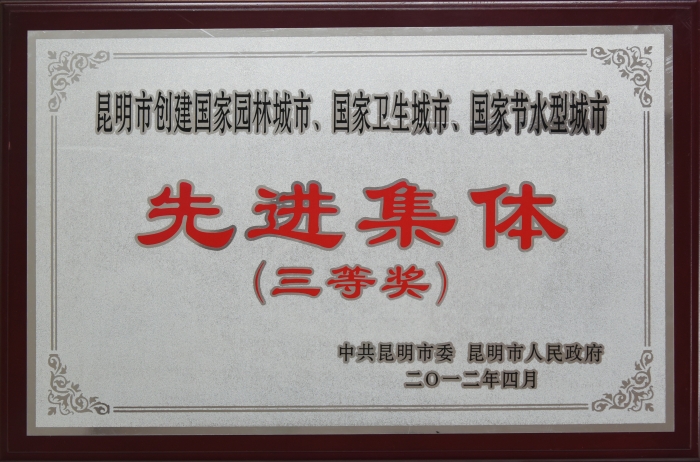 昆明市创建国家园林城市、国家卫生城市、国家节水型城市
先进集体
(三等奖)
中共昆明市委 昆明市人民政府
二〇一二年四月